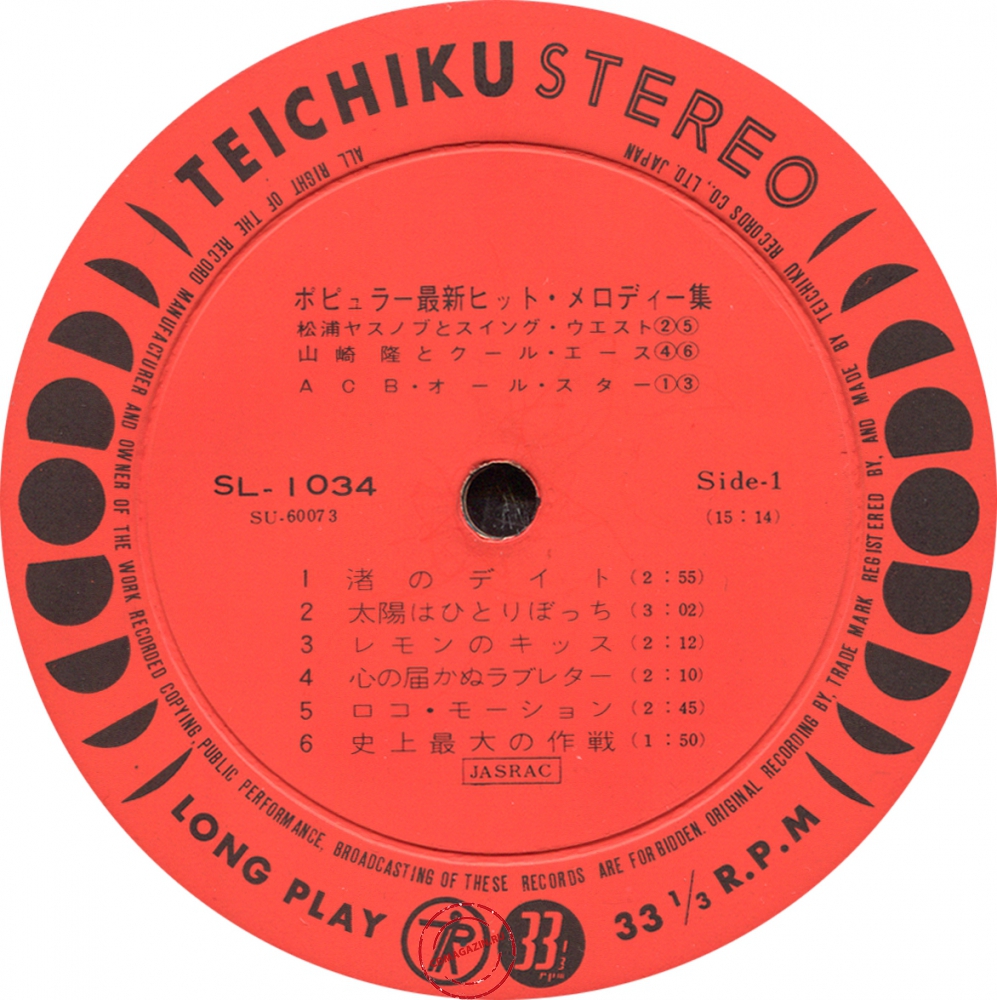 TEICHIKU STEREO
ALL RIGHT OF THE RECORD MANUFACTURER AND OWNER OF THE WORK RECORDED COPYING, PUBLIC PERFORMANCE, BROADCASTING OF THESE RECORDS ARE FORBIDDEN. ORIGINAL RECORDING BY, TRADE MARK REGISTERED BY, AND MADE BY TEICHIKU RECORDS CO., LTD. JAPAN
ポピュラー最新ヒット・メロディー集
松浦ヤスノブとスイング・ウエスト②⑤
山崎隆とクール・エース④⑥
ACB・オール・スター①③
SL-1034
SU-60073
Side-1
(15:14)
1 渚のデイト (2:55)
2 太陽はひとりぼっち (3:02)
3 レモンのキッス (2:12)
4 心の届かぬラブレター (2:10)
5 ロコ・モーション (2:45)
6 史上最大の作戦 (1:50)
JASRAC
LONG PLAY
33 1/3 rpm
33 1/3 R.P.M